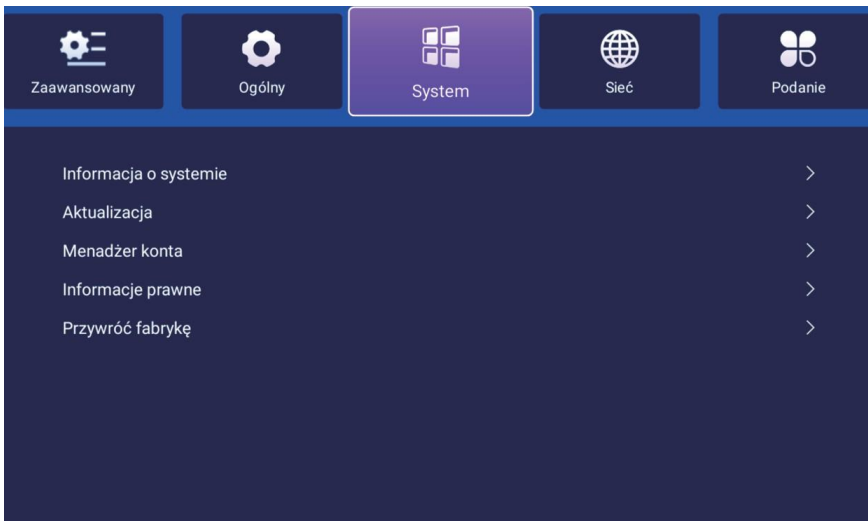 Zaawansowany
Ogólny
System
Sieć
Podanie
Informacja o systemie
Aktualizacja
Menadżer konta
Informacje prawne
Przywróć fabrykę